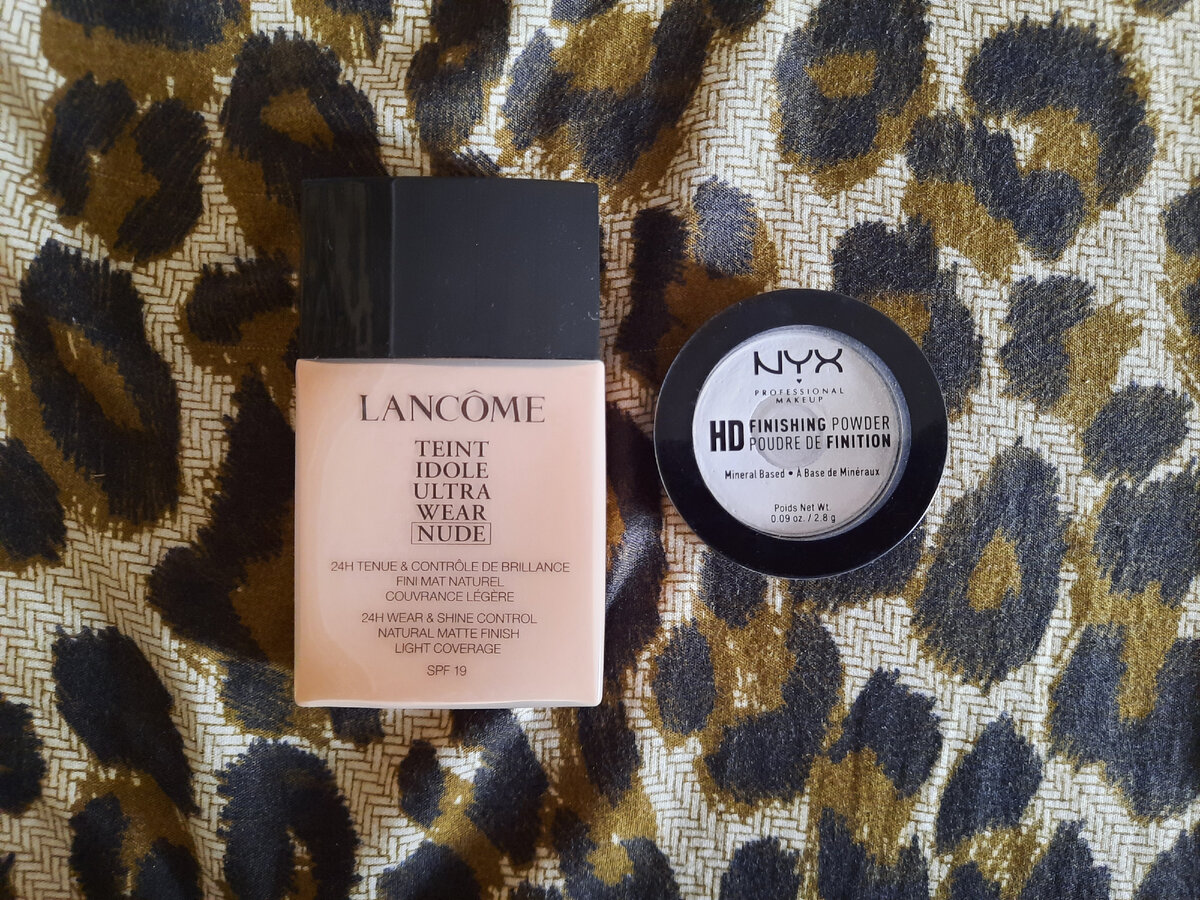 LANCÔME
TEINT
IDOLE
ULTRA
WEAR
NUDE
24H TENUE & CONTRÔLE DE BRILLANCE
FINI MAT NATUREL
COUVRANCE LÉGÈRE
24H WEAR & SHINE CONTROL
NATURAL MATTE FINISH
LIGHT COVERAGE
SPF 19
NYX
PROFESSIONAL
MAKEUP
HD FINISHING POWDER
POUDRE DE FINITION
Mineral Based • À Base de Minéraux
Poids Net Wt.
0.09 oz. / 2.8 g